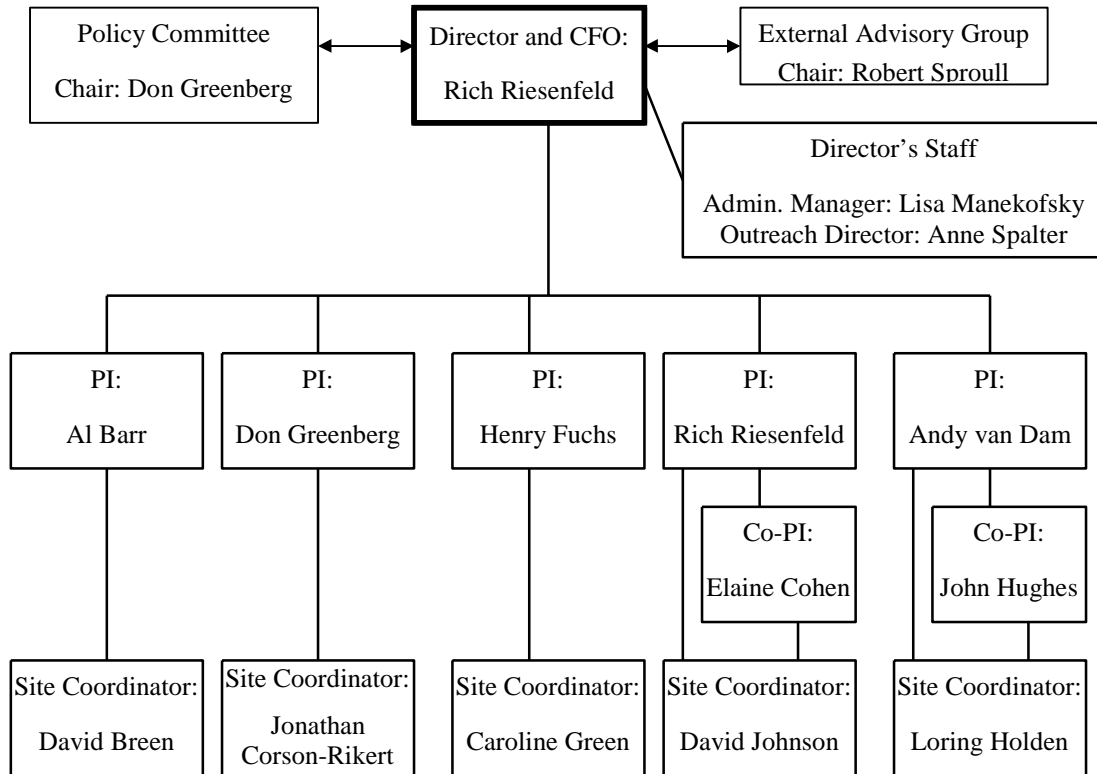 Policy Committee
Chair: Don Greenberg
Director and CFO:
Rich Riesenfeld
External Advisory Group
Chair: Robert Sproull
Director’s Staff
Admin. Manager: Lisa Manekofsky
Outreach Director: Anne Spalter
PI:
Al Barr
PI:
Don Greenberg
PI:
Henry Fuchs
PI:
Rich Riesenfeld
PI:
Andy van Dam
Co-PI:
Elaine Cohen
Co-PI:
John Hughes
Site Coordinator:
David Breen
Site Coordinator:
Jonathan
Corson-Rikert
Site Coordinator:
Caroline Green
Site Coordinator:
David Johnson
Site Coordinator:
Loring Holden